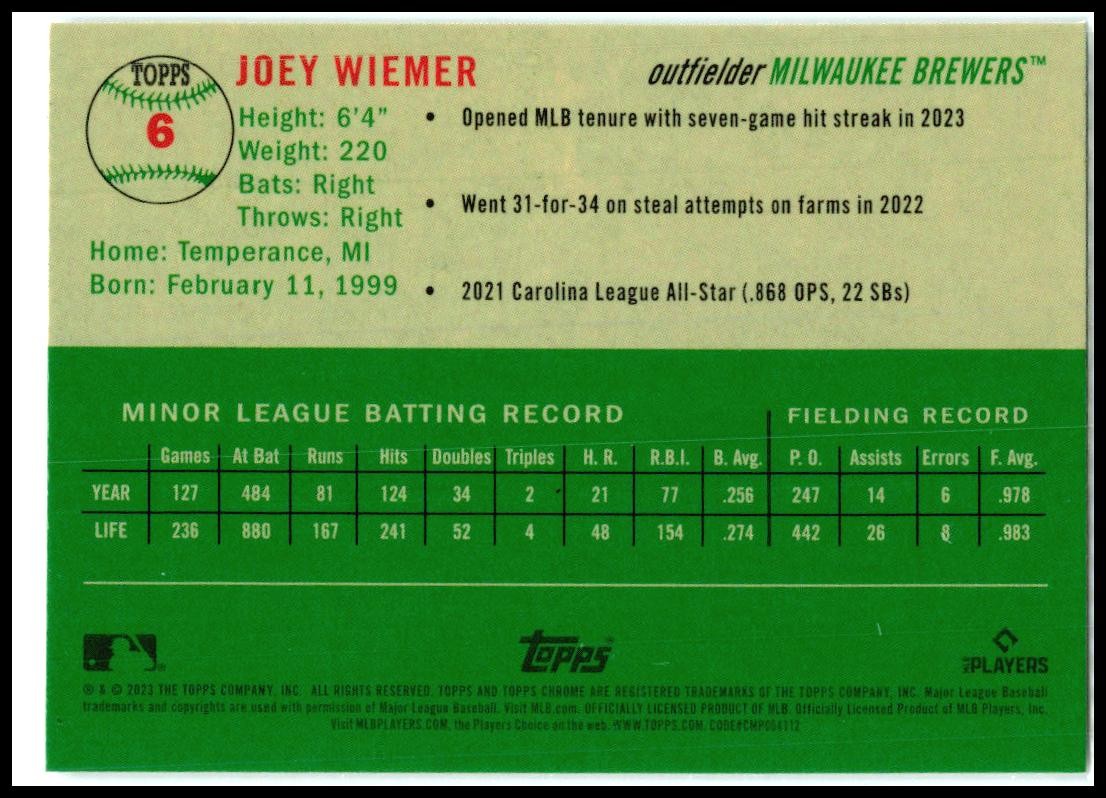 TOPPS
6
JOEY WIEMER
outfielder MILWAUKEE BREWERS™
Height: 6'4"
Weight: 220
Bats: Right
Throws: Right
Home: Temperance, MI
Born: February 11, 1999
• Opened MLB tenure with seven-game hit streak in 2023
• Went 31-for-34 on steal attempts on farms in 2022
• 2021 Carolina League All-Star (.868 OPS, 22 SBs)
MINOR LEAGUE BATTING RECORD FIELDING RECORD
Games At Bat Runs Hits Doubles Triples H. R. R.B.I. B. Avg. P. O. Assists Errors F. Avg.
YEAR 127 484 81 124 34 2 21 77 .256 247 14 6 .978
LIFE 236 880 167 241 52 4 48 154 .274 442 26 8 .983
Topps®
MLB PLAYERS
® & © 2023 THE TOPPS COMPANY, INC. ALL RIGHTS RESERVED. TOPPS AND TOPPS CHROME ARE REGISTERED TRADEMARKS OF THE TOPPS COMPANY, INC. Major League Baseball
trademarks and copyrights are used with permission of Major League Baseball. Visit MLB.com. OFFICIALLY LICENSED PRODUCT OF MLB. Officially Licensed Product of MLB Players, Inc.
Visit MLBPLAYERS.COM, the Players Choice on the web. WWW.TOPPS.COM. CODE#CMP004112